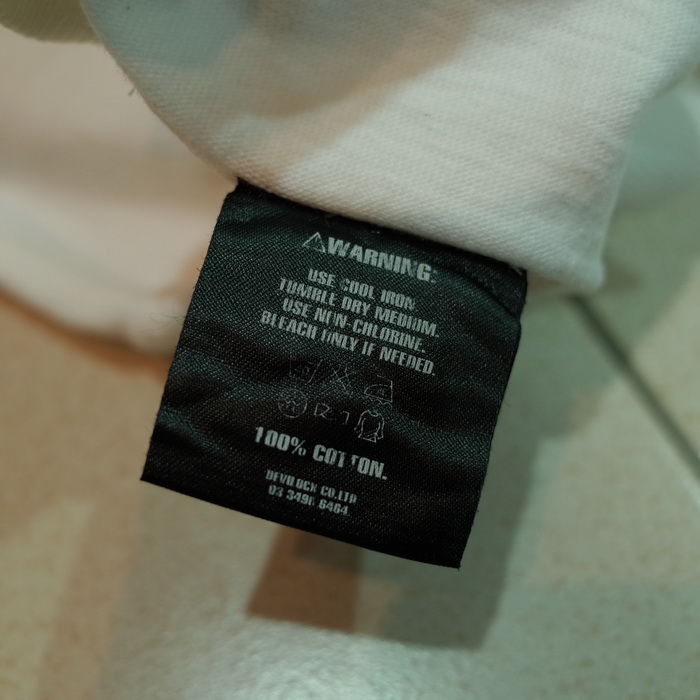 ⚠WARNING:
USE COOL IRON
TUMBLE DRY MEDIUM.
USE NON-CHLORINE.
BLEACH ONLY IF NEEDED.
100% COTTON.
DEVILOCK CO.LTD
03 3496 6464